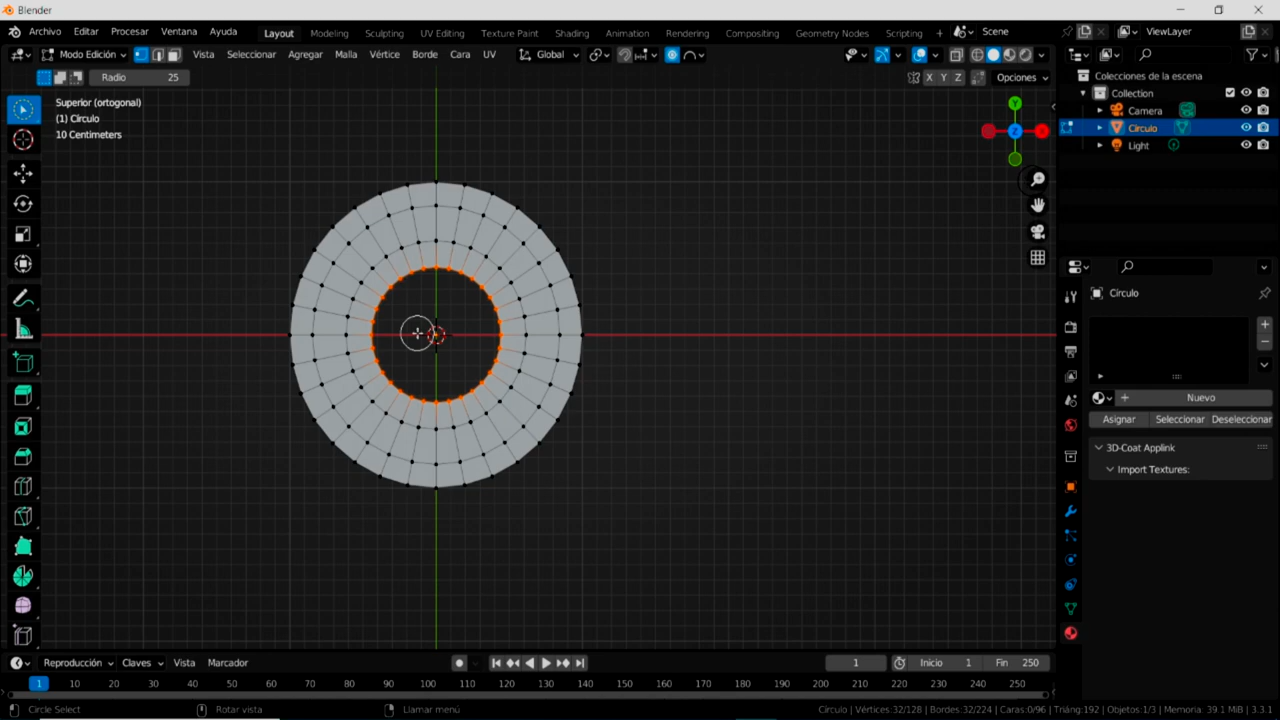 Blender
Archivo Editar Procesar Ventana Ayuda Layout Modeling Sculpting UV Editing Texture Paint Shading Animation Rendering Compositing Geometry Nodes Scripting + Scene ViewLayer
Modo Edición Vista Seleccionar Agregar Malla Vértice Borde Cara UV Global
Radio 25 X Y Z Opciones
Superior (ortogonal)
(1) Círculo
10 Centimeters
Y
Z
Colecciones de la escena
Collection
Camera
Círculo
Light
Círculo
Nuevo
Asignar Seleccionar Deseleccionar
3D-Coat Applink
Import Textures:
Reproducción Claves Vista Marcador 1 Inicio 1 Fin 250
1 10 20 30 40 50 60 70 80 90 100 110 120 130 140 150 160 170 180 190 200 210 220 230 240 250
Circle Select Rotar vista Llamar menú Círculo | Vértices:32/128 | Bordes:32/224 | Caras:0/96 | Triáng:192 | Objetos:1/3 | Memoria: 39.1 MiB | 3.3.1